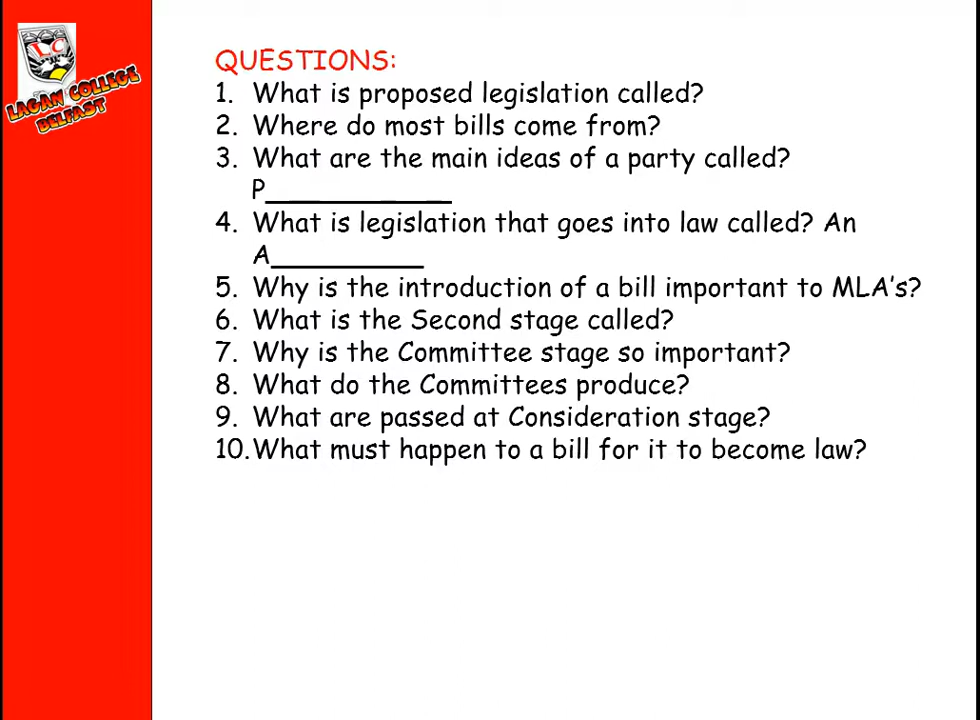 LC
LAGAN COLLEGE
BELFAST
QUESTIONS:
1. What is proposed legislation called?
2. Where do most bills come from?
3. What are the main ideas of a party called?
P____________
4. What is legislation that goes into law called? An
A__________
5. Why is the introduction of a bill important to MLA's?
6. What is the Second stage called?
7. Why is the Committee stage so important?
8. What do the Committees produce?
9. What are passed at Consideration stage?
10. What must happen to a bill for it to become law?